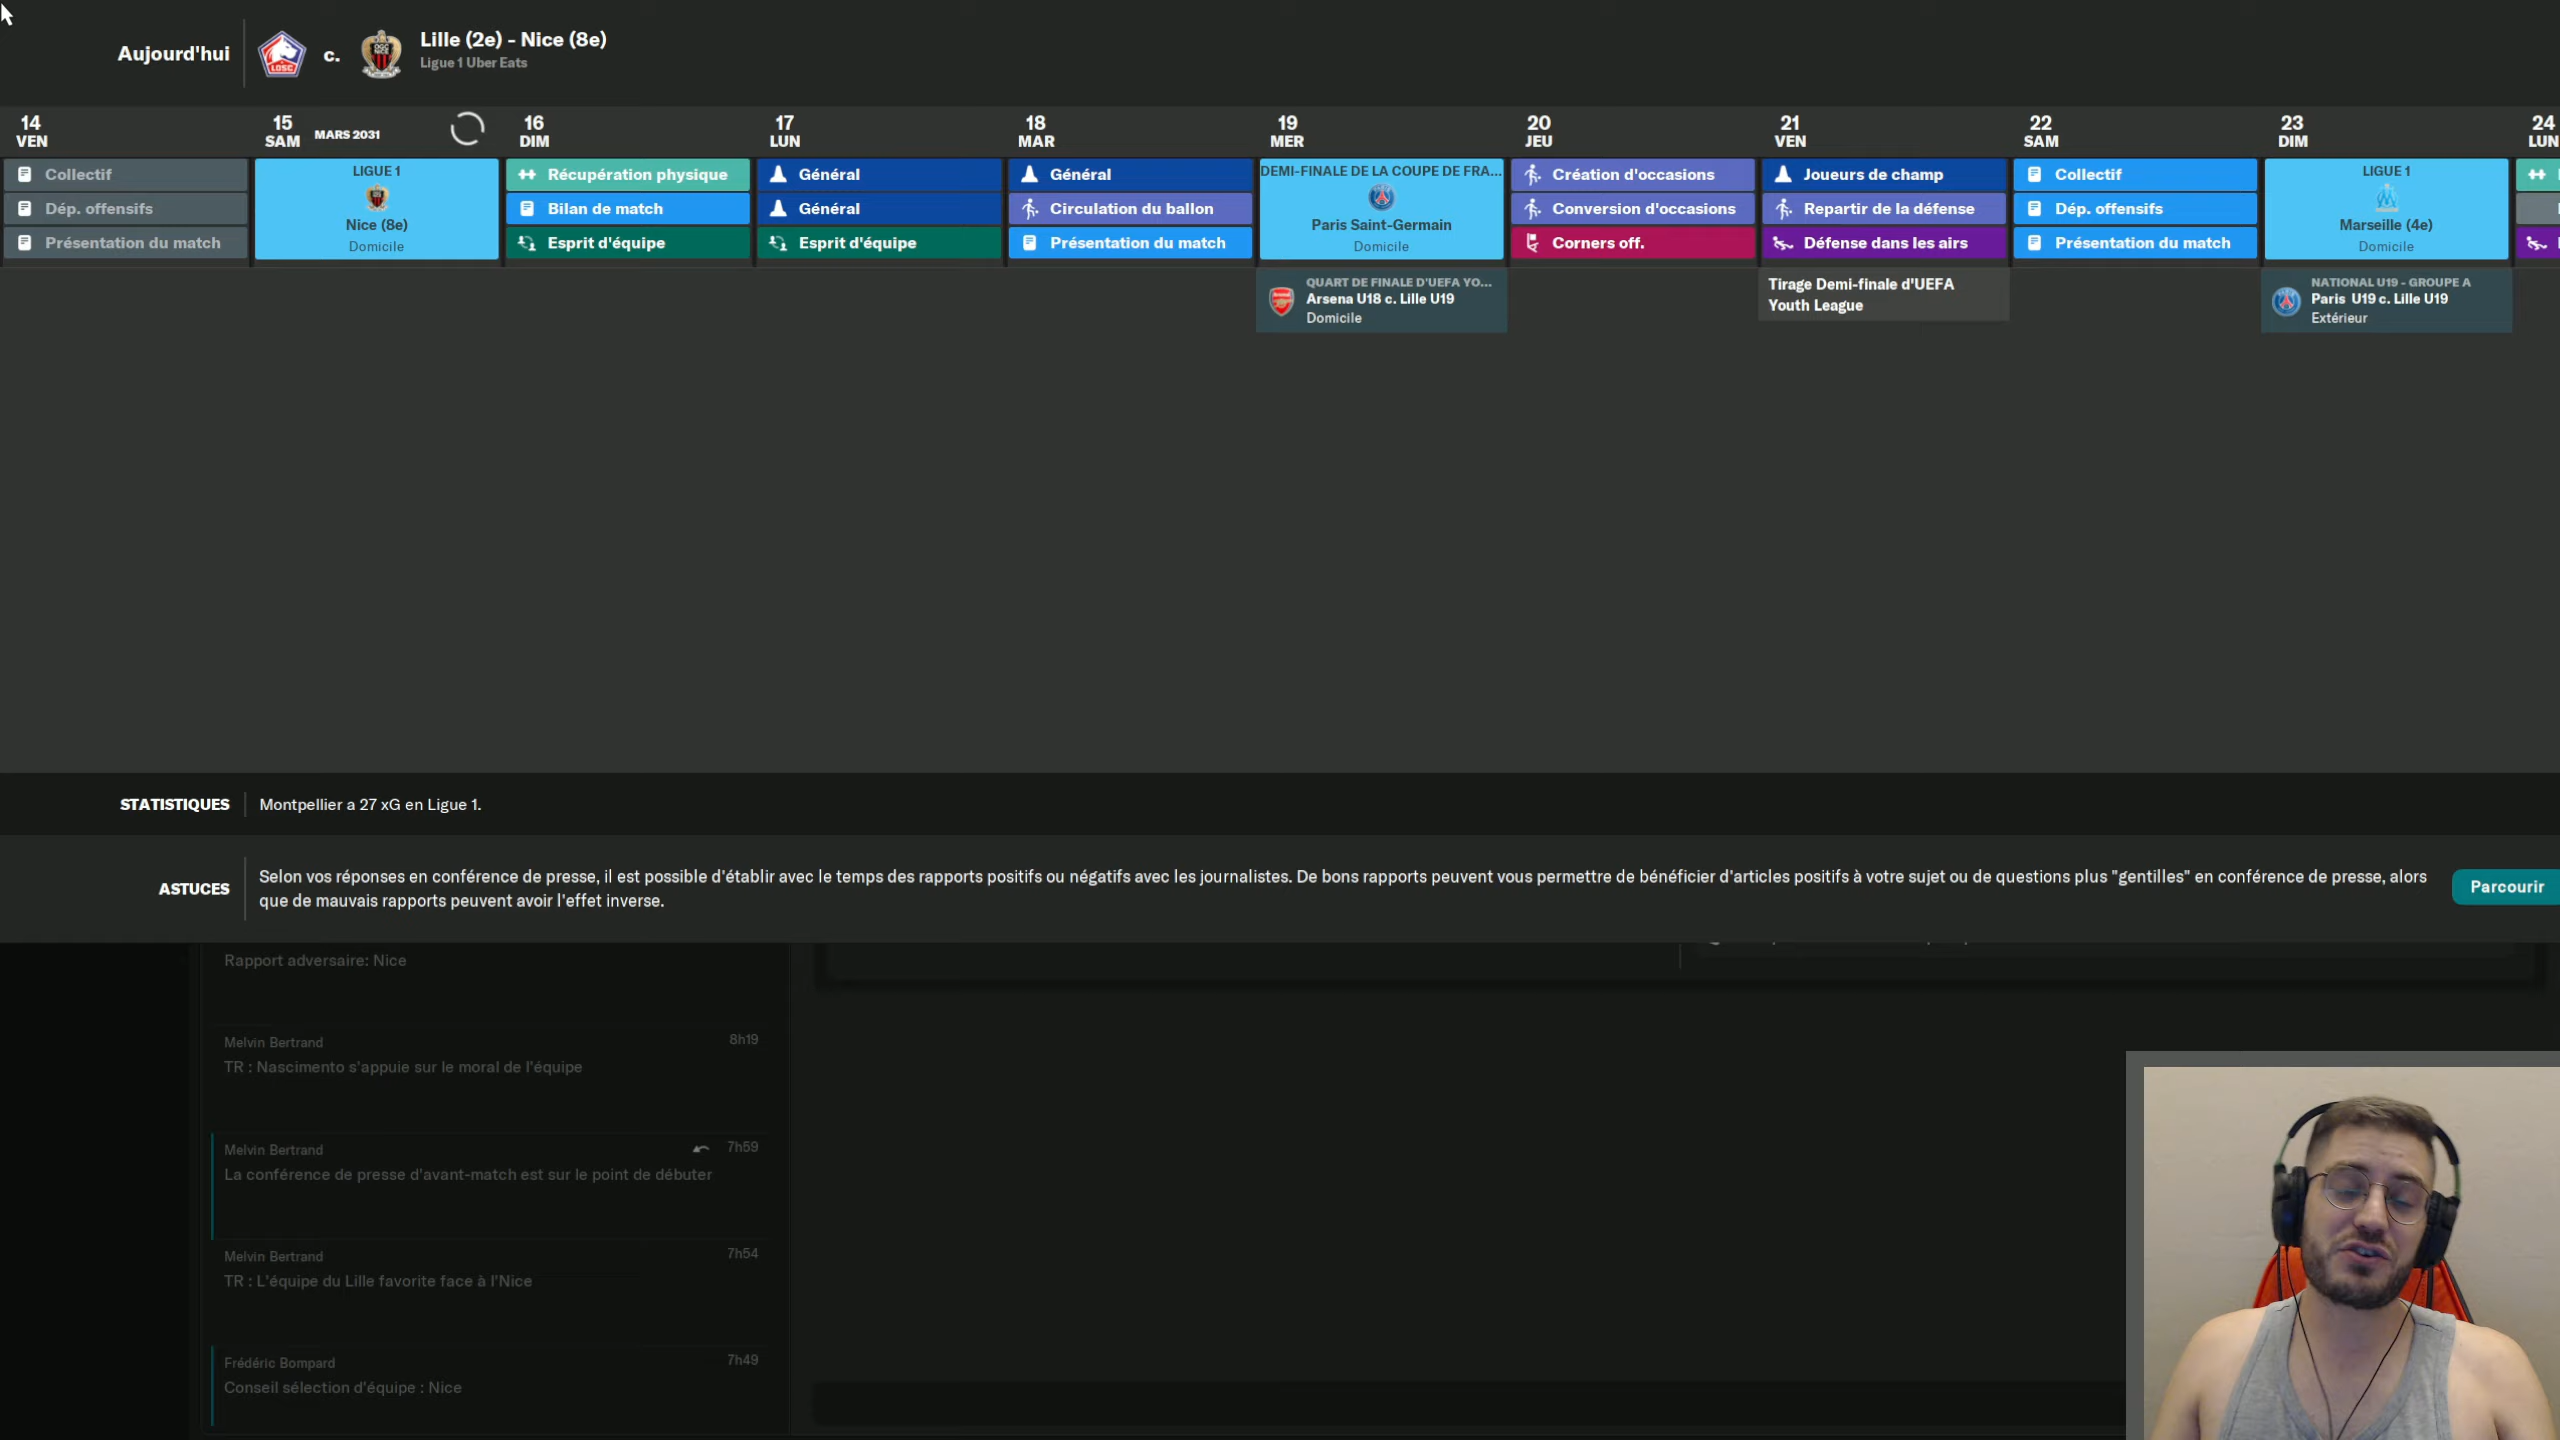 Aujourd'hui
c.
Lille (2e) - Nice (8e)
Ligue 1 Uber Eats
14
VEN
15
SAM
MARS 2031
16
DIM
17
LUN
18
MAR
19
MER
20
JEU
21
VEN
22
SAM
23
DIM
24
LUN
Collectif
Dép. offensifs
Présentation du match
LIGUE 1
Nice (8e)
Domicile
Récupération physique
Bilan de match
Esprit d'équipe
Général
Général
Esprit d'équipe
Général
Circulation du ballon
Présentation du match
DEMI-FINALE DE LA COUPE DE FRA...
Paris Saint-Germain
Domicile
Création d'occasions
Conversion d'occasions
Corners off.
Joueurs de champ
Repartir de la défense
Défense dans les airs
Collectif
Dép. offensifs
Présentation du match
LIGUE 1
Marseille (4e)
Domicile
QUART DE FINALE D'UEFA YO...
Arsena U18 c. Lille U19
Domicile
Tirage Demi-finale d'UEFA
Youth League
NATIONAL U19 - GROUPE A
Paris U19 c. Lille U19
Extérieur
STATISTIQUES
Montpellier a 27 xG en Ligue 1.
ASTUCES
Selon vos réponses en conférence de presse, il est possible d'établir avec le temps des rapports positifs ou négatifs avec les journalistes. De bons rapports peuvent vous permettre de bénéficier d'articles positifs à votre sujet ou de questions plus "gentilles" en conférence de presse, alors
que de mauvais rapports peuvent avoir l'effet inverse.
Parcourir
Rapport adversaire: Nice
Melvin Bertrand
8h19
TR : Nascimento s'appuie sur le moral de l'équipe
Melvin Bertrand
7h59
La conférence de presse d'avant-match est sur le point de débuter
Melvin Bertrand
7h54
TR : L'équipe du Lille favorite face à l'Nice
Frédéric Bompard
7h49
Conseil sélection d'équipe : Nice